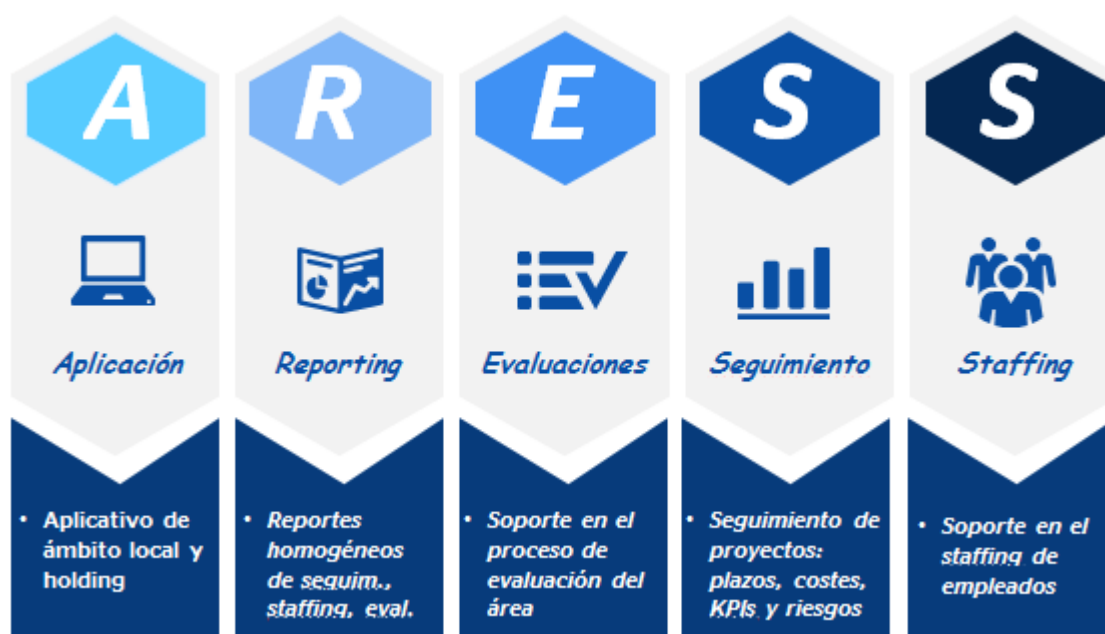 A
R
E
S
S
Aplicación
Reporting
Evaluaciones
Seguimiento
Staffing
• Aplicativo de
ámbito local y
holding
• Reportes
homogéneos
de seguim.,
staffing, eval.
• Soporte en el
proceso de
evaluación del
área
• Seguimiento de
proyectos:
plazos, costes,
KPIs y riesgos
• Soporte en el
staffing de
empleados